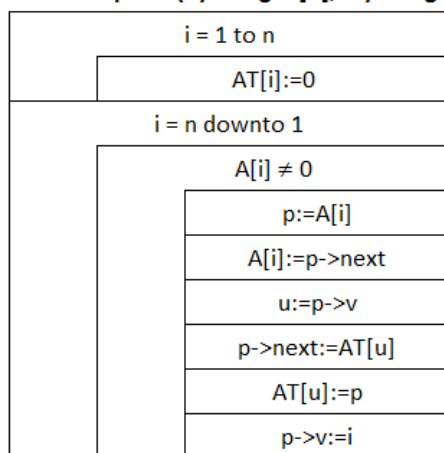 i = 1 to n
AT[i]:=0
i = n downto 1
A[i] ≠ 0
p:=A[i]
A[i]:=p->next
u:=p->v
p->next:=AT[u]
AT[u]:=p
p->v:=i